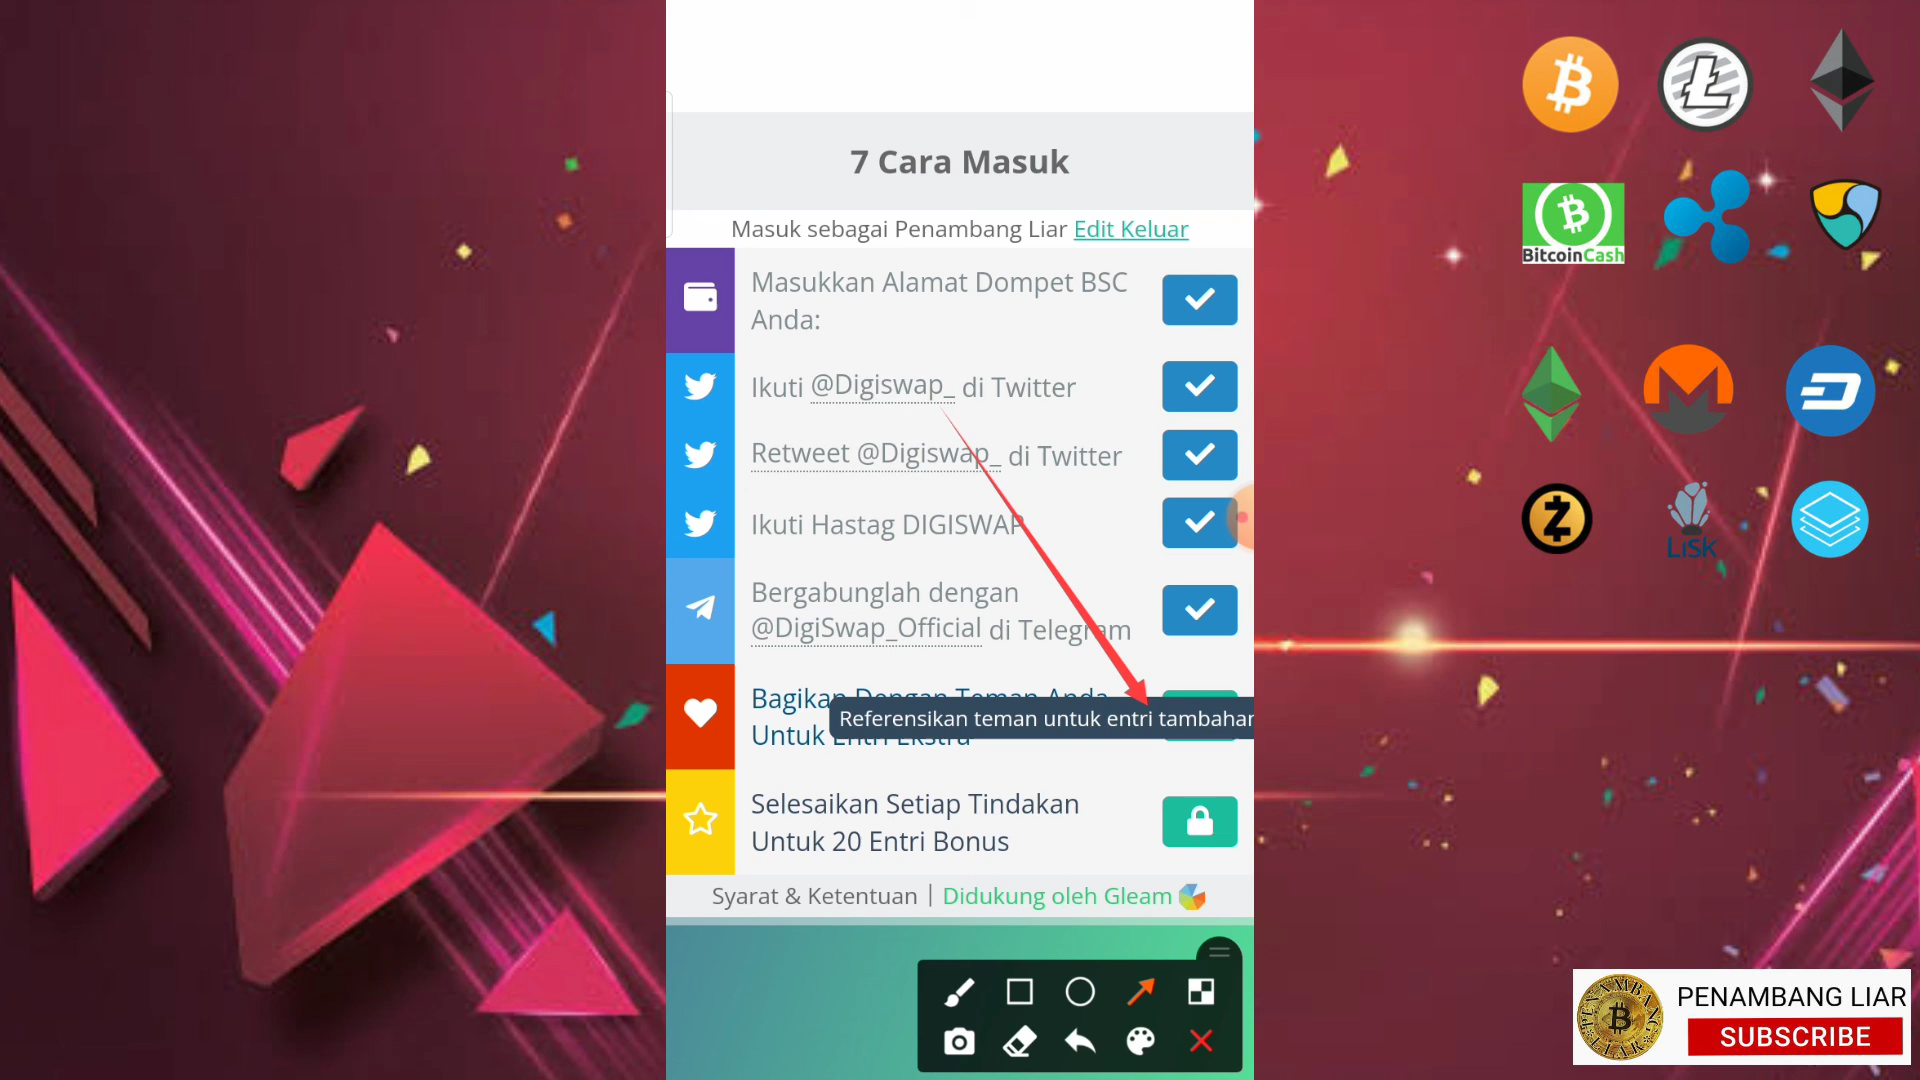 7 Cara Masuk
Masuk sebagai Penambang Liar Edit Keluar
Masukkan Alamat Dompet BSC
Anda:
Ikuti @Digiswap_ di Twitter
Retweet @Digiswap_ di Twitter
Ikuti Hastag DIGISWAP
Bergabunglah dengan
@DigiSwap_Official di Telegram
Bagikan Dengan Teman Anda
Referensikan teman untuk entri tambahan
Untuk Entri Ekstra
Selesaikan Setiap Tindakan
Untuk 20 Entri Bonus
Syarat & Ketentuan | Didukung oleh Gleam
BitcoinCash
LiSk
PENAMBANG LIAR
PENAMBANG LIAR
SUBSCRIBE